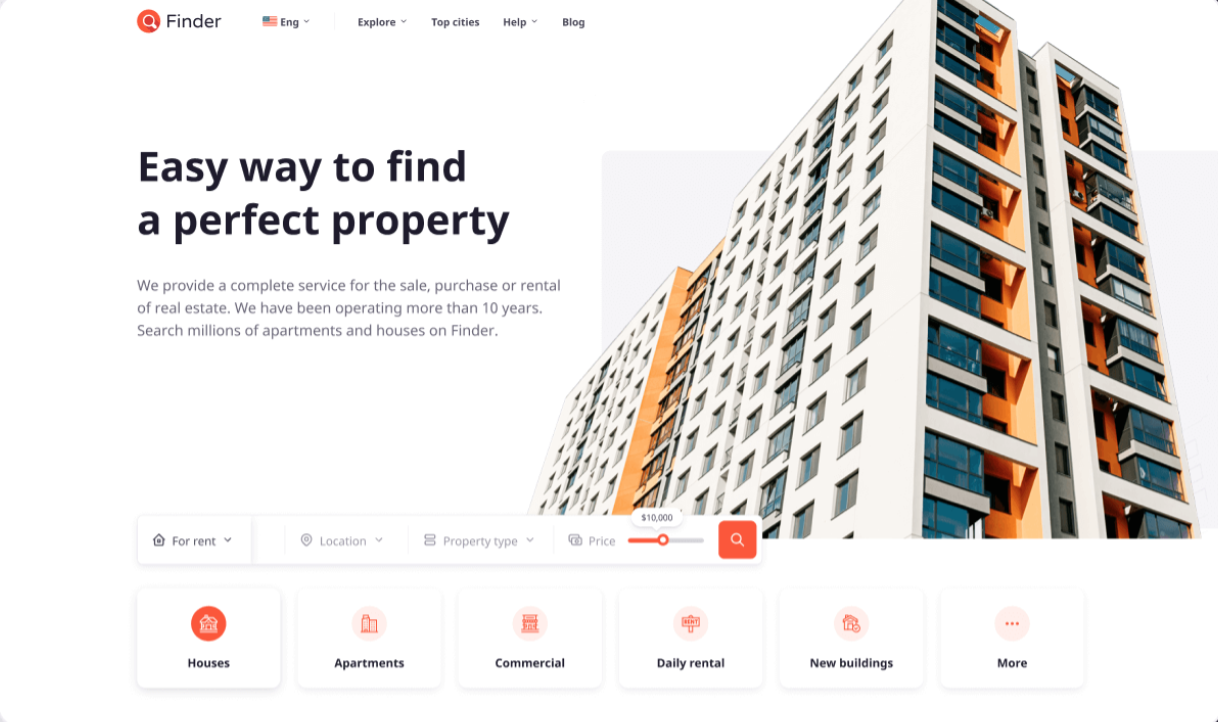 Finder
Eng
Explore
Top cities
Help
Blog
Easy way to find
a perfect property
We provide a complete service for the sale, purchase or rental
of real estate. We have been operating more than 10 years.
Search millions of apartments and houses on Finder.
$10,000
For rent
Location
Property type
Price
RENT
Houses
Apartments
Commercial
Daily rental
New buildings
More